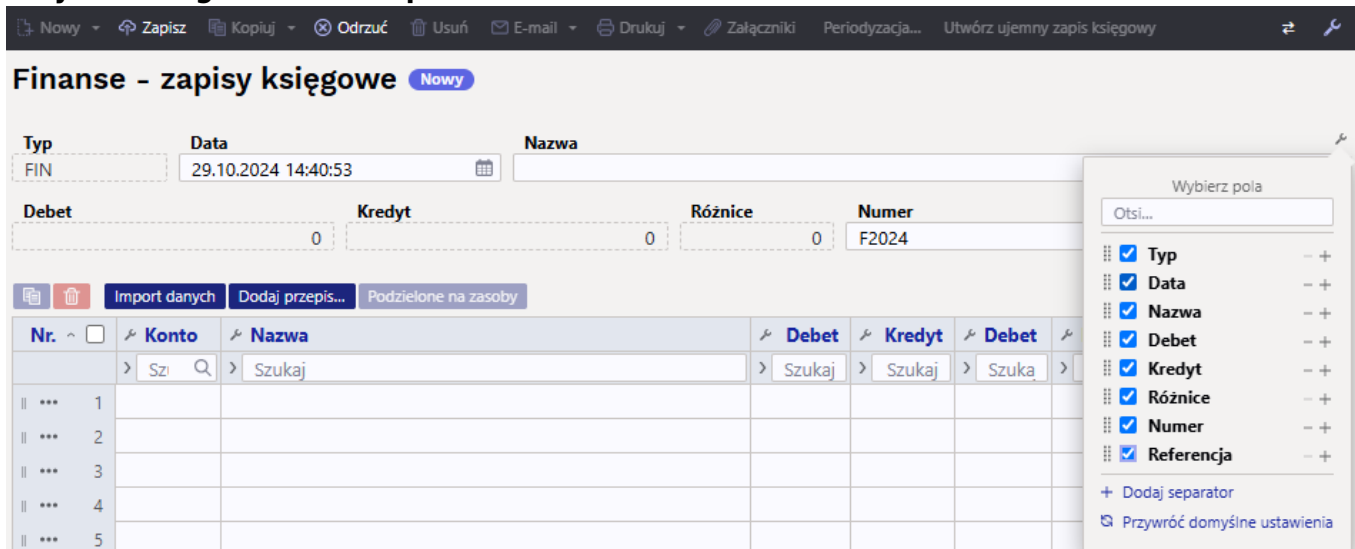 Nowy Zapisz Kopiuj Odrzuć Usuń E-mail Drukuj Załączniki Periodyzacja... Utwórz ujemny zapis księgowy
Finanse - zapisy księgowe Nowy
Typ Data Nazwa
FIN 29.10.2024 14:40:53
Debet Kredyt Różnice Numer
0 0 0 F2024
Import danych Dodaj przepis... Podzielone na zasoby
Nr. Konto Nazwa Debet Kredyt Debet
Szu Szukaj Szukaj Szukaj Szuka
1
2
3
4
5
Wybierz pola
Otsi...
Typ
Data
Nazwa
Debet
Kredyt
Różnice
Numer
Referencja
+ Dodaj separator
Przywróć domyślne ustawienia